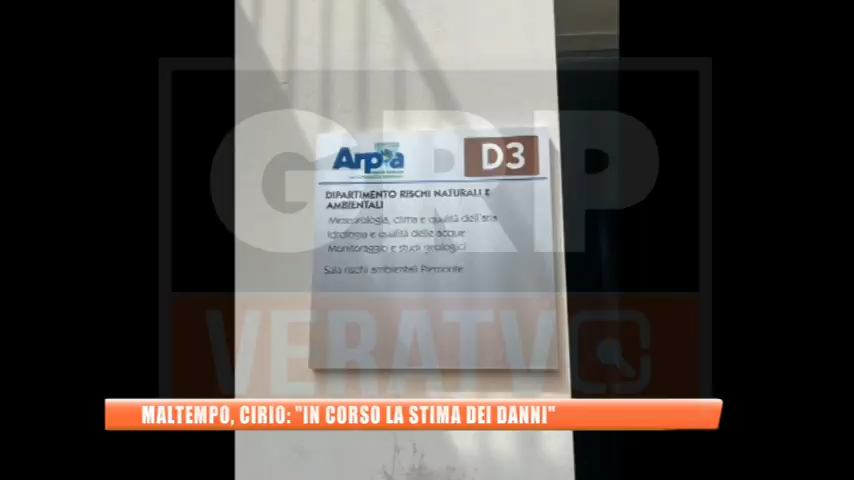 GRP
Arpa
D3
DIPARTIMENTO RISCHI NATURALI E
AMBIENTALI
Meteorologia, clima e qualità dell'aria
Idrologia e qualità delle acque
Monitoraggio e studi geologici
Sala rischi ambientali Piemonte
VERATV
MALTEMPO, CIRIO: "IN CORSO LA STIMA DEI DANNI"